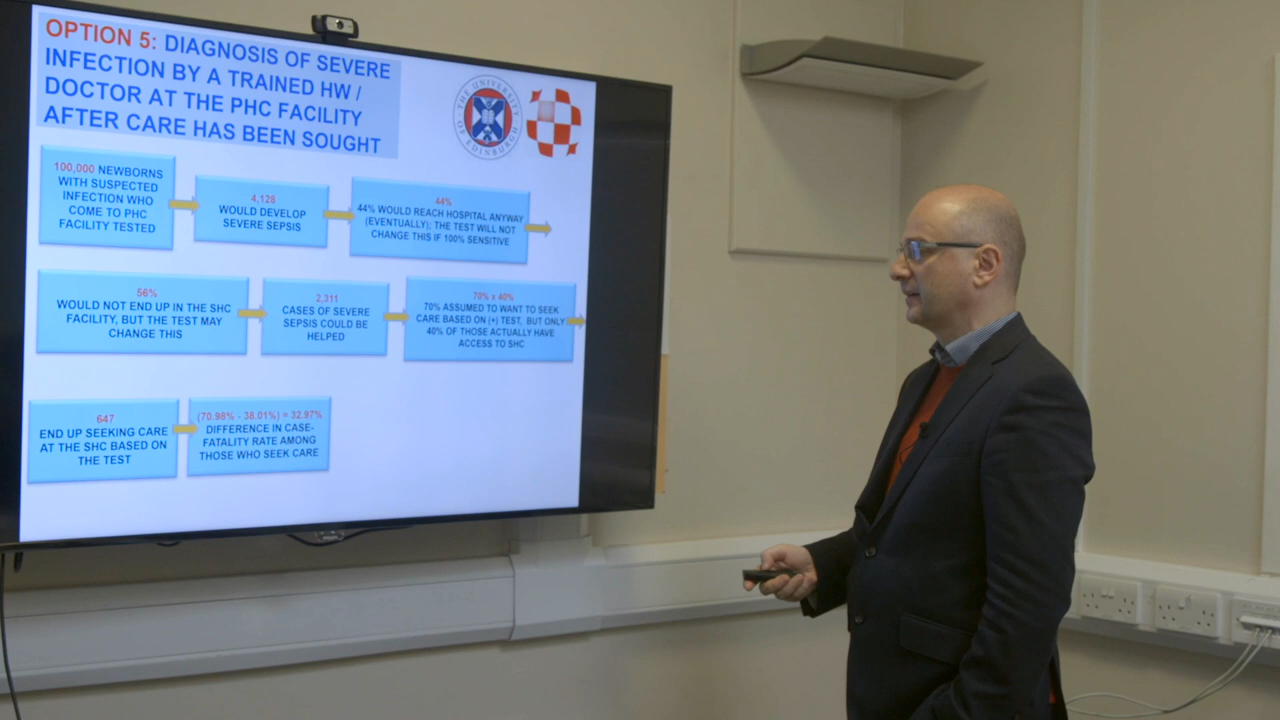 OPTION 5: DIAGNOSIS OF SEVERE
INFECTION BY A TRAINED HW /
DOCTOR AT THE PHC FACILITY
AFTER CARE HAS BEEN SOUGHT
THE UNIVERSITY
OF EDINBURGH
100,000 NEWBORNS
WITH SUSPECTED
INFECTION WHO
COME TO PHC
FACILITY TESTED
4,128
WOULD DEVELOP
SEVERE SEPSIS
44%
44% WOULD REACH HOSPITAL ANYWAY
(EVENTUALLY); THE TEST WILL NOT
CHANGE THIS IF 100% SENSITIVE
56%
WOULD NOT END UP IN THE SHC
FACILITY, BUT THE TEST MAY
CHANGE THIS
2,311
CASES OF SEVERE
SEPSIS COULD BE
HELPED
70% x 40%
70% ASSUMED TO WANT TO SEEK
CARE BASED ON (+) TEST, BUT ONLY
40% OF THOSE ACTUALLY HAVE
ACCESS TO SHC
647
END UP SEEKING CARE
AT THE SHC BASED ON
THE TEST
(70.98% - 38.01%) = 32.97%
DIFFERENCE IN CASE-
FATALITY RATE AMONG
THOSE WHO SEEK CARE